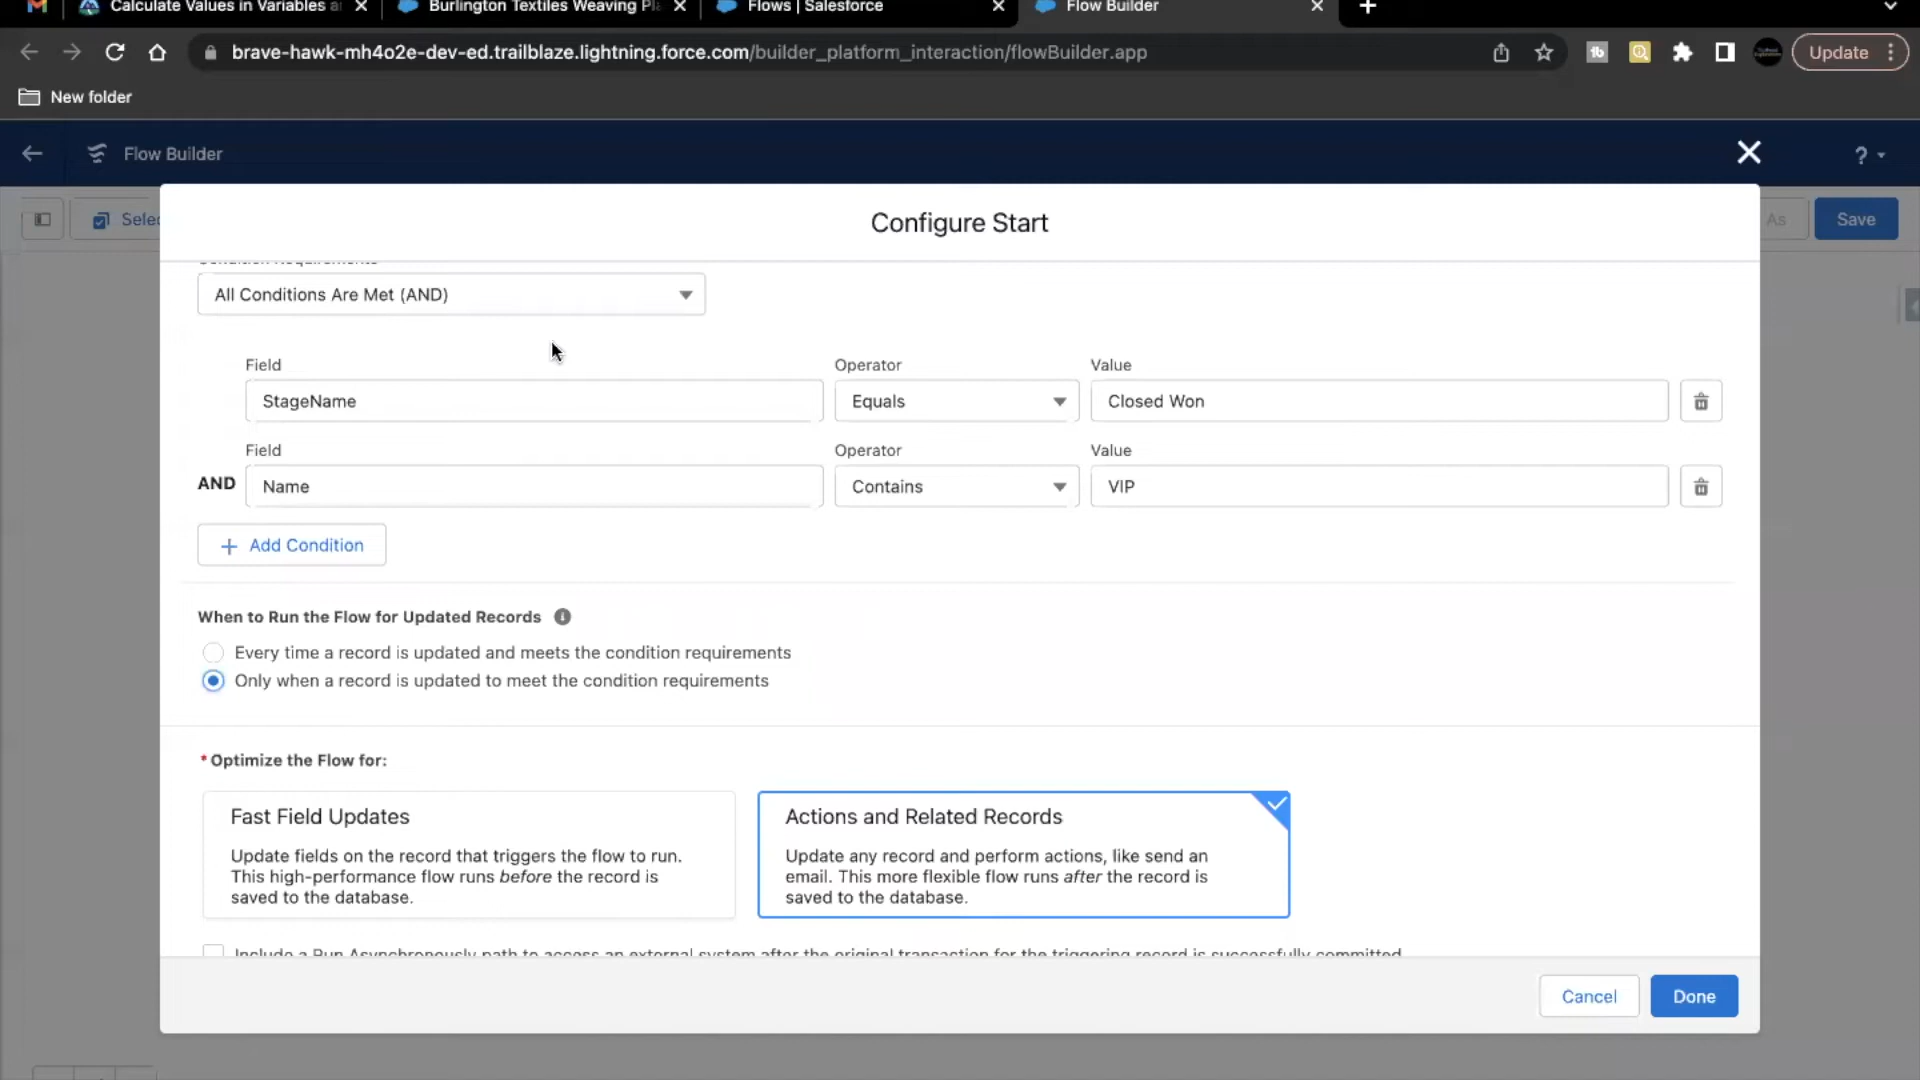 Calculate Values in Variables a
Burlington Textiles Weaving Pla
Flows | Salesforce
Flow Builder
brave-hawk-mh4o2e-dev-ed.trailblaze.lightning.force.com/builder_platform_interaction/flowBuilder.app
Update
New folder
Flow Builder
?
Selec
Configure Start
As
Save
Condition Requirements
All Conditions Are Met (AND)
Field
Operator
Value
StageName
Equals
Closed Won
Field
Operator
Value
AND
Name
Contains
VIP
+ Add Condition
When to Run the Flow for Updated Records
Every time a record is updated and meets the condition requirements
Only when a record is updated to meet the condition requirements
* Optimize the Flow for:
Fast Field Updates
Update fields on the record that triggers the flow to run.
This high-performance flow runs before the record is
saved to the database.
Actions and Related Records
Update any record and perform actions, like send an
email. This more flexible flow runs after the record is
saved to the database.
Include a Run Asynchronously path to access an external system after the original transaction for the triggering record is successfully committed
Cancel
Done